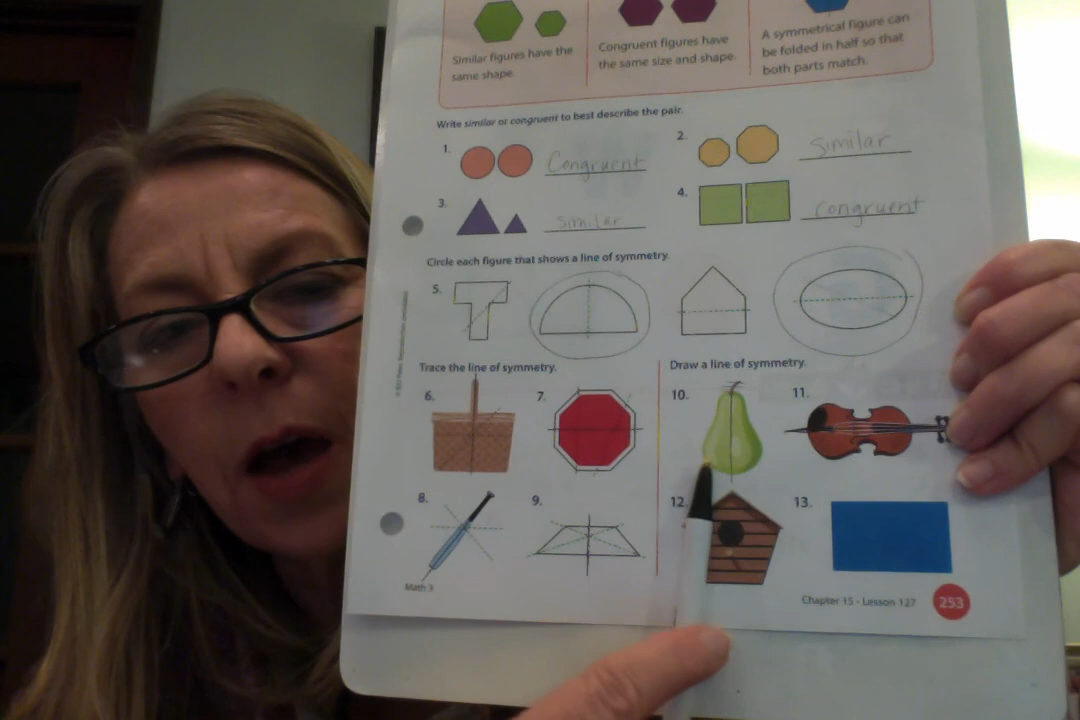 Similar figures have the
same shape.
Congruent figures have
the same size and shape.
A symmetrical figure can
be folded in half so that
both parts match.
Write similar or congruent to best describe the pair.
1. Congruent
2. Similar
3. Similar
4. congruent
Circle each figure that shows a line of symmetry.
5.
Trace the line of symmetry.
Draw a line of symmetry.
6.
7.
10.
11.
8.
9.
12.
13.
Math 3
Chapter 15 - Lesson 127 253